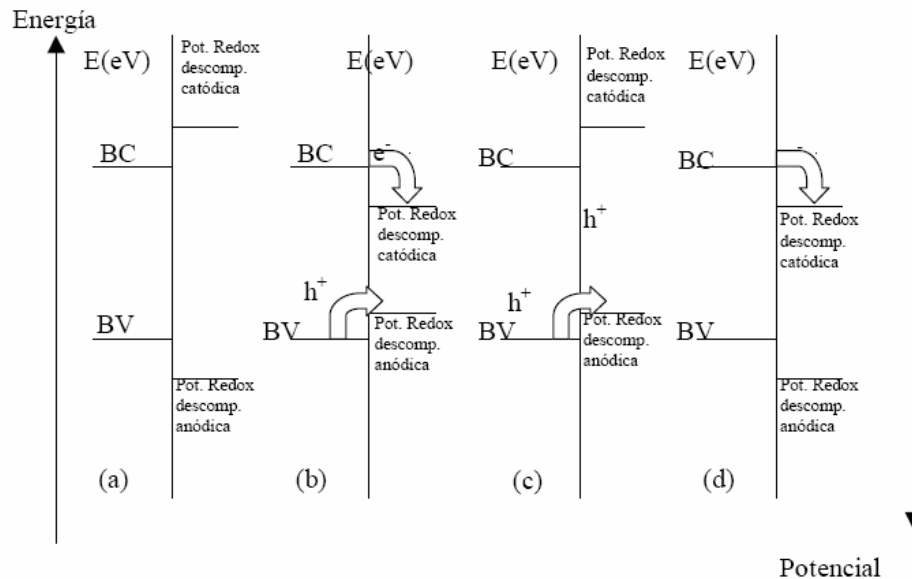 Energía
E(eV)
Pot. Redox
descomp.
catódica
BC
BV
Pot. Redox
descomp.
anódica
(a)
E(eV)
BC
e-
Pot. Redox
descomp.
catódica
h+
BV
Pot. Redox
descomp.
anódica
(b)
E(eV)
Pot. Redox
descomp.
catódica
BC
h+
h+
BV
Pot. Redox
descomp.
anódica
(c)
E(eV)
BC
Pot. Redox
descomp.
catódica
BV
Pot. Redox
descomp.
anódica
(d)
Potencial